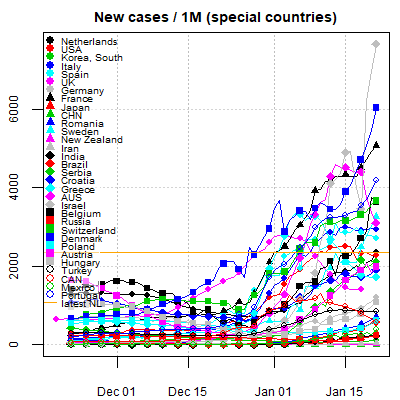 New cases / 1M (special countries)
Netherlands
USA
Korea, South
Italy
Spain
UK
Germany
France
Japan
CHN
Romania
Sweden
New Zealand
Iran
India
Brazil
Serbia
Croatia
Greece
AUS
Israel
Belgium
Russia
Switzerland
Denmark
Poland
Austria
Hungary
Turkey
CAN
Mexico
Portugal
latest NL
0
2000
4000
6000
Dec 01
Dec 15
Jan 01
Jan 15